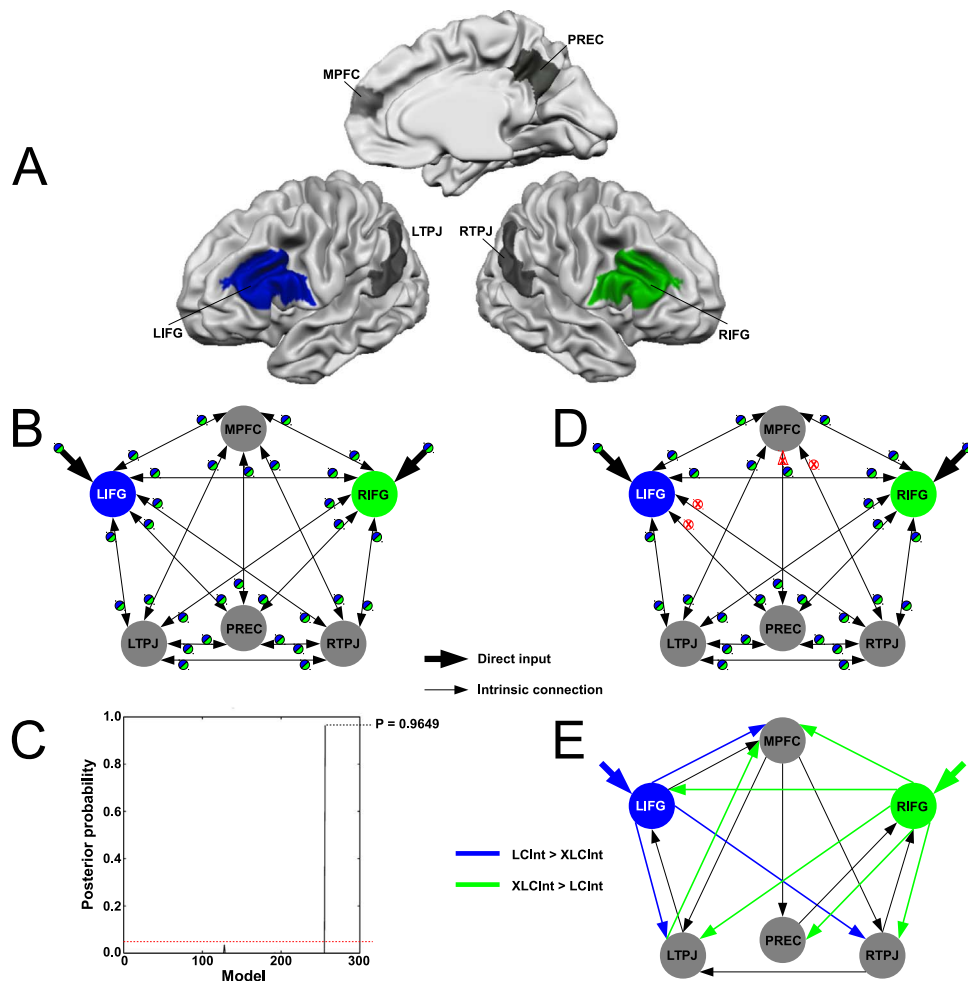 A
MPFC
PREC
LTPJ
RTPJ
LIFG
RIFG
B
MPFC
LIFG
RIFG
LTPJ
PREC
RTPJ
D
MPFC
LIFG
RIFG
LTPJ
PREC
RTPJ
Direct input
Intrinsic connection
C
P = 0.9649
Posterior probability
1.0
0.8
0.6
0.4
0.2
0.0
0
100
200
300
Model
E
MPFC
LIFG
RIFG
LTPJ
PREC
RTPJ
LCInt > XLCInt
XLCInt > LCInt